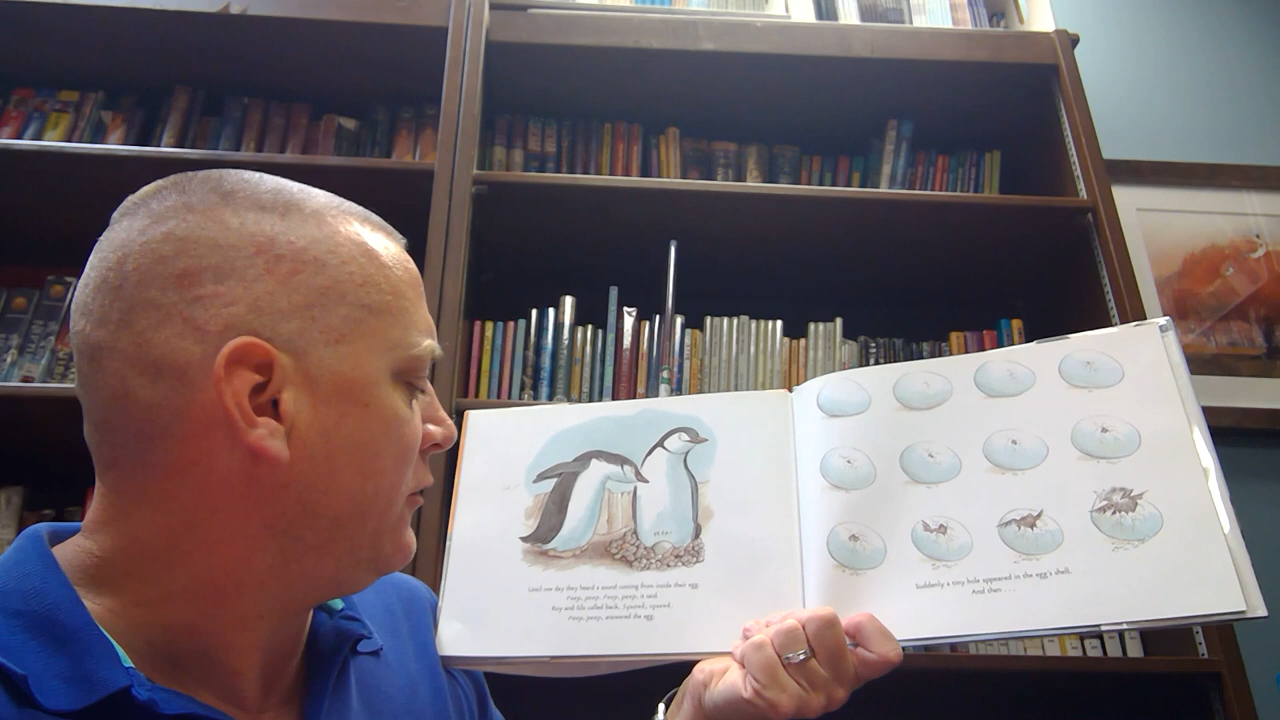 PEEP!
Until one day they heard a sound coming from inside their egg.
Peep, peep. Peep, peep, it said.
Roy and Silo called back, Squawk, squawk.
Peep, peep, answered the egg.
Suddenly a tiny hole appeared in the egg's shell.
And then . . .